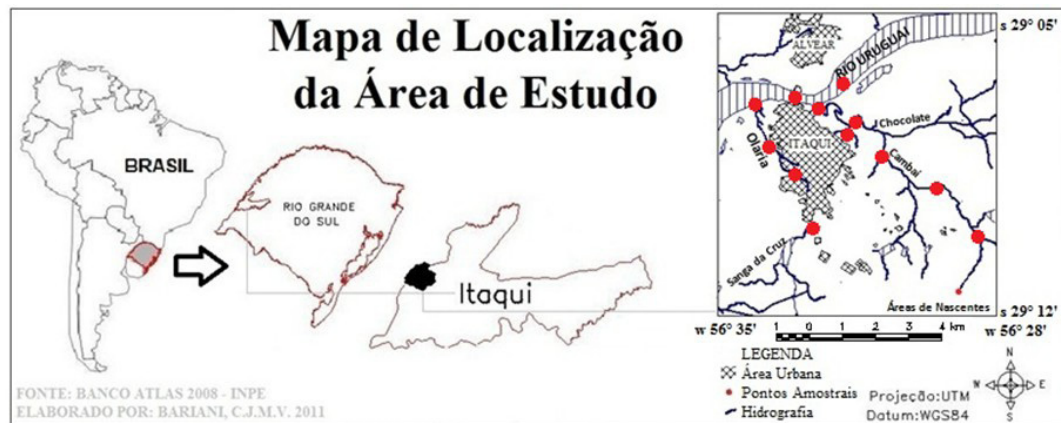 Mapa de Localização
da Área de Estudo
BRASIL
RIO GRANDE
DO SUL
Itaqui
FONTE: BANCO ATLAS 2008 - INPE
ELABORADO POR: BARIANI, C.J.M.V. 2011
s 29° 05'
ALVEAR
RIO URUGUAI
Chocolate
ITAQUI
Olaria
Cambai
Sanga da Cruz
Áreas de Nascentes
s 29° 12'
w 56° 35'
1 0 1 2 3 4 km
w 56° 28'
LEGENDA
Área Urbana
Pontos Amostrais
Hidrografia
Projeção:UTM
Datum:WGS84
N
W E
S